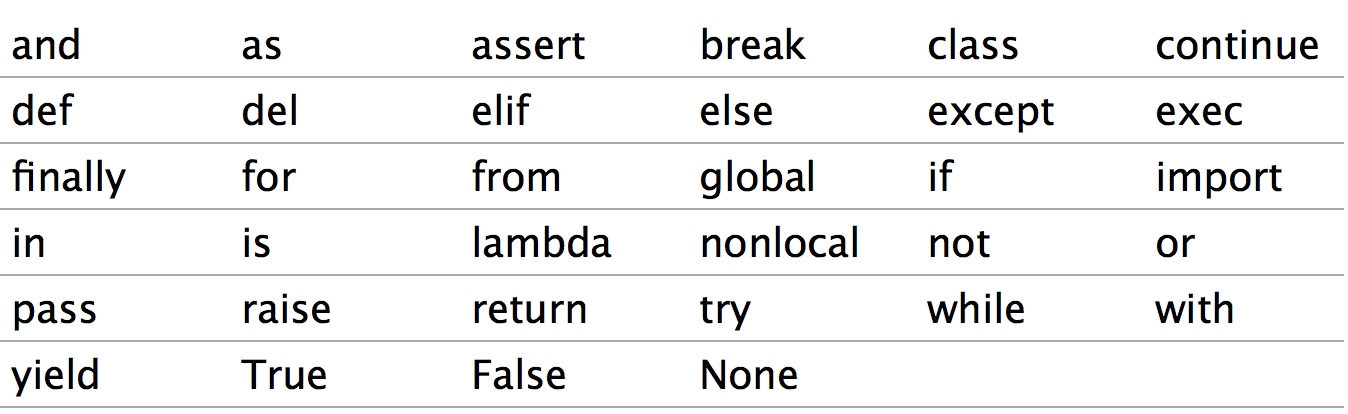 and as assert break class continue
def del elif else except exec
finally for from global if import
in is lambda nonlocal not or
pass raise return try while with
yield True False None